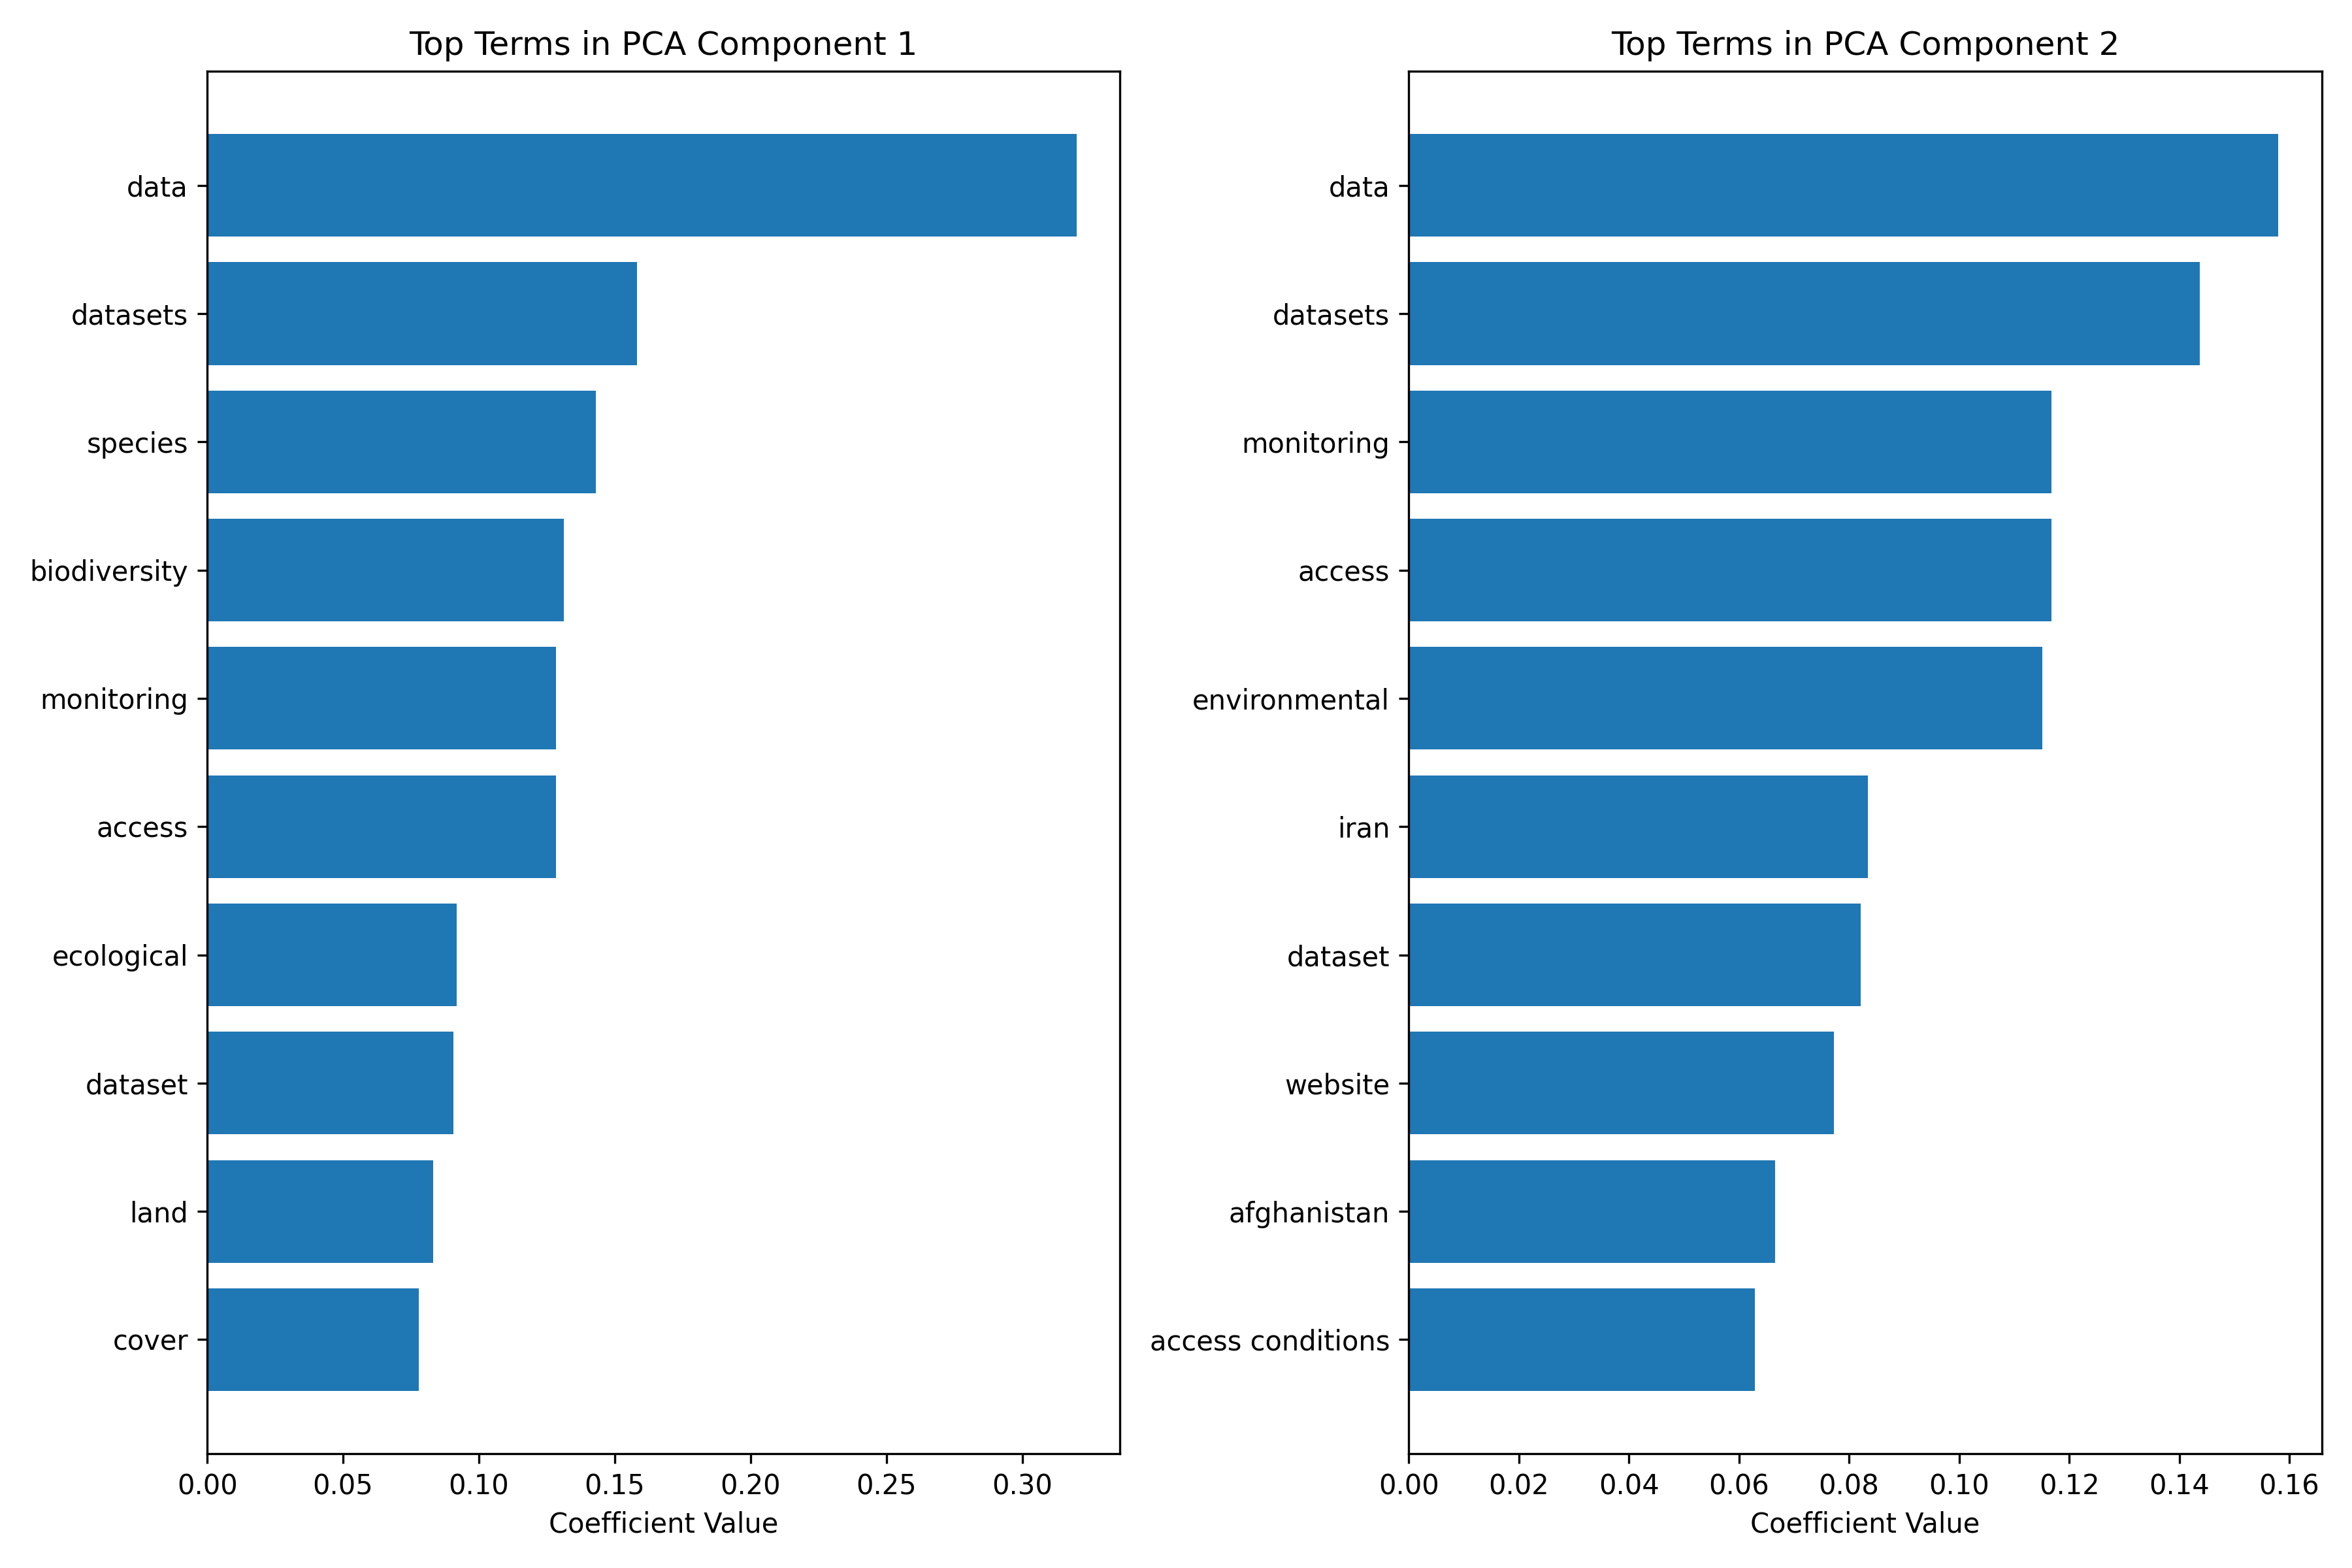 Top Terms in PCA Component 1
data
datasets
species
biodiversity
monitoring
access
ecological
dataset
land
cover
0.00 0.05 0.10 0.15 0.20 0.25 0.30
Coefficient Value
Top Terms in PCA Component 2
data
datasets
monitoring
access
environmental
iran
dataset
website
afghanistan
access conditions
0.00 0.02 0.04 0.06 0.08 0.10 0.12 0.14 0.16
Coefficient Value